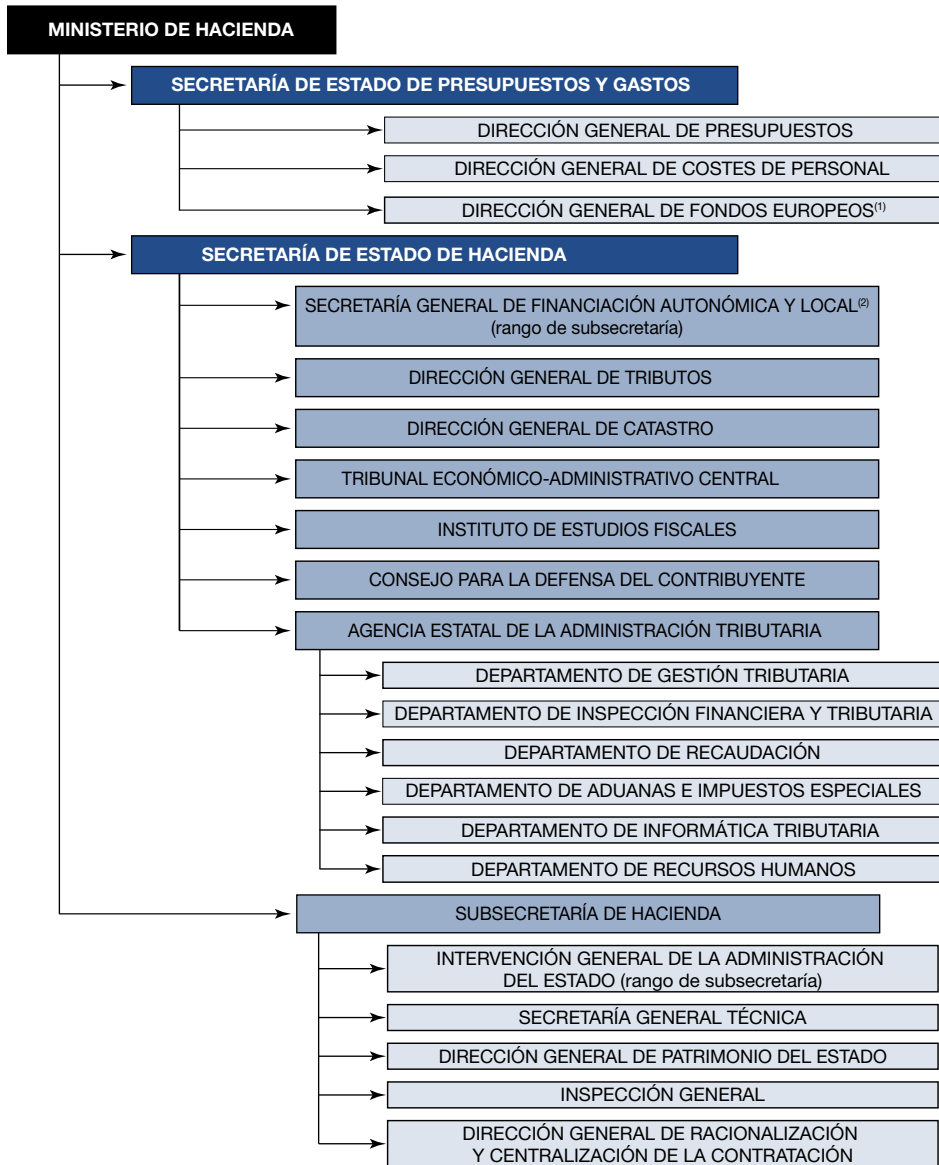 MINISTERIO DE HACIENDA
SECRETARÍA DE ESTADO DE PRESUPUESTOS Y GASTOS
DIRECCIÓN GENERAL DE PRESUPUESTOS
DIRECCIÓN GENERAL DE COSTES DE PERSONAL
DIRECCIÓN GENERAL DE FONDOS EUROPEOS(1)
SECRETARÍA DE ESTADO DE HACIENDA
SECRETARÍA GENERAL DE FINANCIACIÓN AUTONÓMICA Y LOCAL(2)
(rango de subsecretaría)
DIRECCIÓN GENERAL DE TRIBUTOS
DIRECCIÓN GENERAL DE CATASTRO
TRIBUNAL ECONÓMICO-ADMINISTRATIVO CENTRAL
INSTITUTO DE ESTUDIOS FISCALES
CONSEJO PARA LA DEFENSA DEL CONTRIBUYENTE
AGENCIA ESTATAL DE LA ADMINISTRACIÓN TRIBUTARIA
DEPARTAMENTO DE GESTIÓN TRIBUTARIA
DEPARTAMENTO DE INSPECCIÓN FINANCIERA Y TRIBUTARIA
DEPARTAMENTO DE RECAUDACIÓN
DEPARTAMENTO DE ADUANAS E IMPUESTOS ESPECIALES
DEPARTAMENTO DE INFORMÁTICA TRIBUTARIA
DEPARTAMENTO DE RECURSOS HUMANOS
SUBSECRETARÍA DE HACIENDA
INTERVENCIÓN GENERAL DE LA ADMINISTRACIÓN
DEL ESTADO (rango de subsecretaría)
SECRETARÍA GENERAL TÉCNICA
DIRECCIÓN GENERAL DE PATRIMONIO DEL ESTADO
INSPECCIÓN GENERAL
DIRECCIÓN GENERAL DE RACIONALIZACIÓN
Y CENTRALIZACIÓN DE LA CONTRATACIÓN